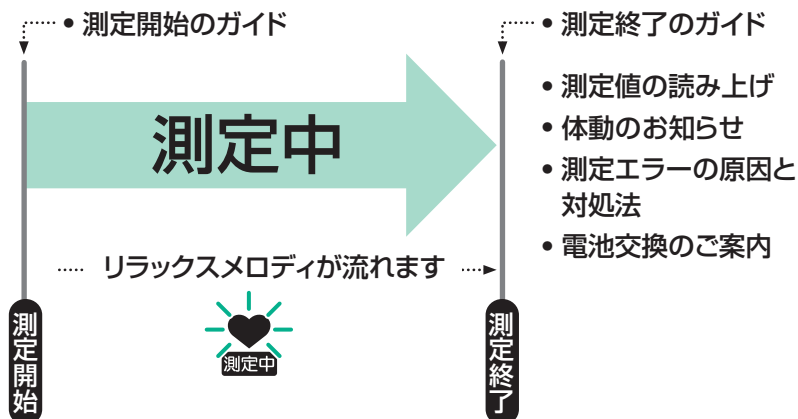 • 測定開始のガイド
測定中
リラックスメロディが流れます
測定中
測定開始
• 測定終了のガイド
• 測定値の読み上げ
• 体動のお知らせ
• 測定エラーの原因と
対処法
• 電池交換のご案内
測定終了